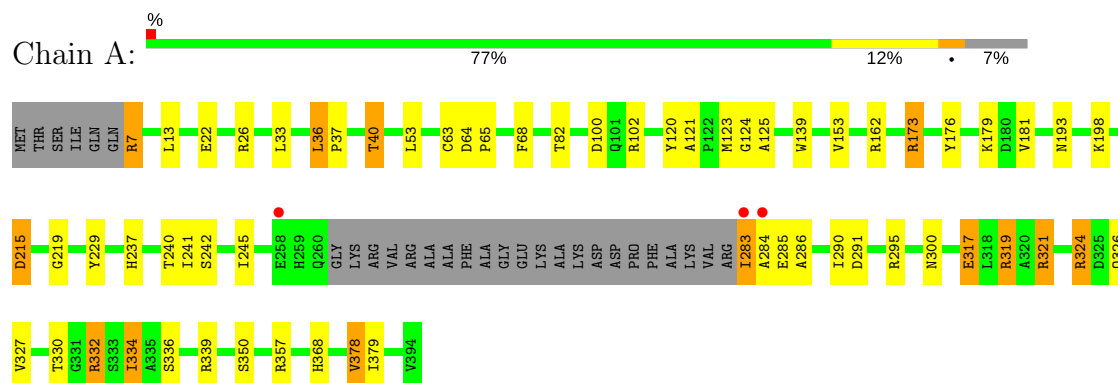 %
Chain A:
77% 12% • 7%
MET THR SER ILE GLN GLN R7 L13 E22 R26 L33 L36 P37 T40 L53 C63 D64 P65 F68 T82 D100 Q101 R102 Y120 A121 P122 M123 G124 A125 W139 V153 R162 R173 Y176 K179 D180 V181 N193 K198
D215 G219 Y229 H237 T240 I241 S242 I245 E258 H259 Q260 GLY LYS ARG VAL ARG ALA ALA PHE ALA GLY GLU LYS ALA LYS ASP ASP PRO PHE ALA LYS VAL ARG I283 A284 E285 A286 I290 D291 R295 N300 E317 L318 R319 A320 R321 R324 D325 Q326
V327 T330 G331 R332 S333 I334 A335 S336 R339 S350 R357 H368 V378 I379 V394